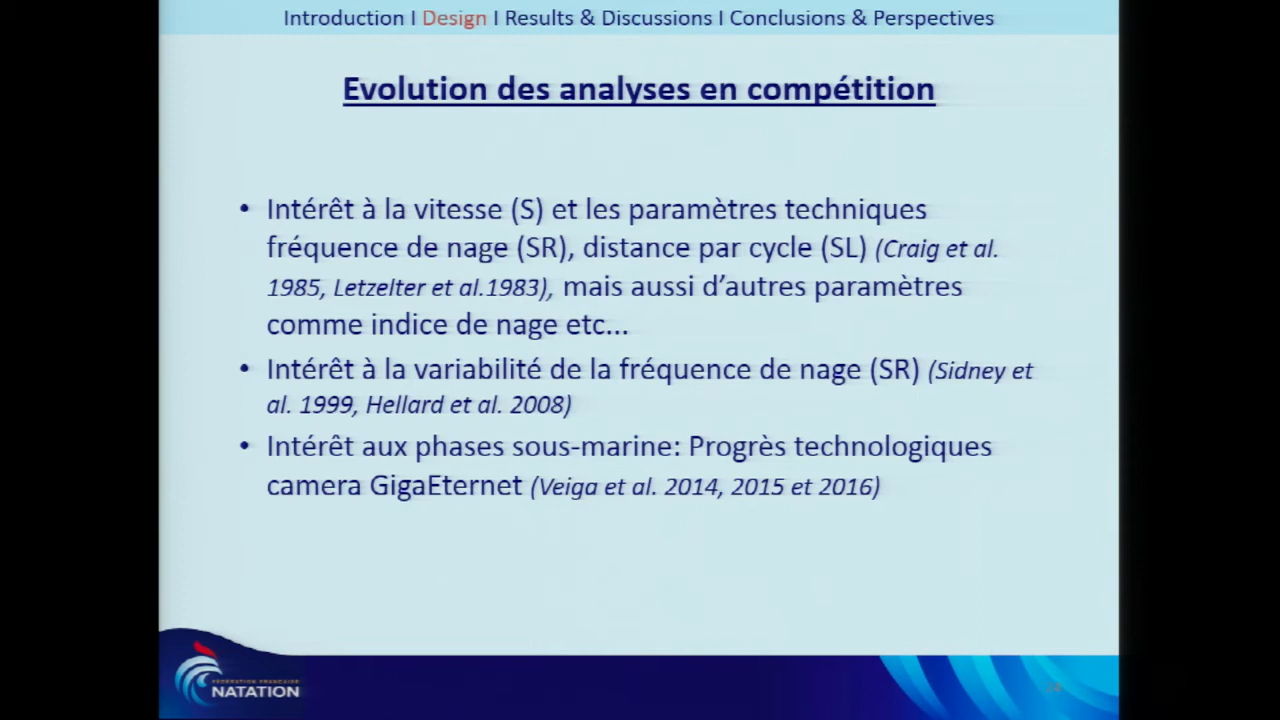 Introduction I Design I Results & Discussions I Conclusions & Perspectives
Evolution des analyses en compétition
• Intérêt à la vitesse (S) et les paramètres techniques
fréquence de nage (SR), distance par cycle (SL) (Craig et al.
1985, Letzelter et al.1983), mais aussi d’autres paramètres
comme indice de nage etc...
• Intérêt à la variabilité de la fréquence de nage (SR) (Sidney et
al. 1999, Hellard et al. 2008)
• Intérêt aux phases sous-marine: Progrès technologiques
camera GigaEternet (Veiga et al. 2014, 2015 et 2016)
FÉDÉRATION FRANÇAISE
NATATION